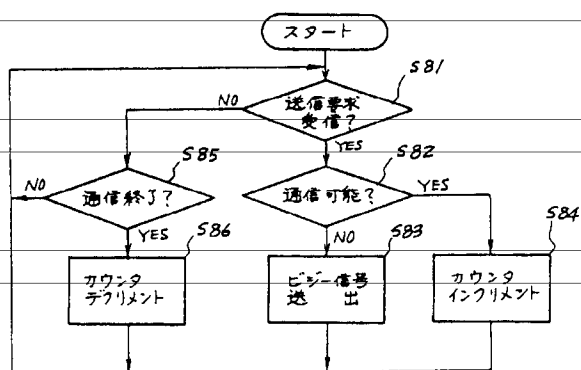 スタート
S81
NO
送信要求
受信?
YES
S85
S82
NO
通信終了?
通信可能?
YES
YES
S86
NO
S83
S84
カウンタ
デクリメント
ビジー信号
送 出
カウンタ
インクリメント